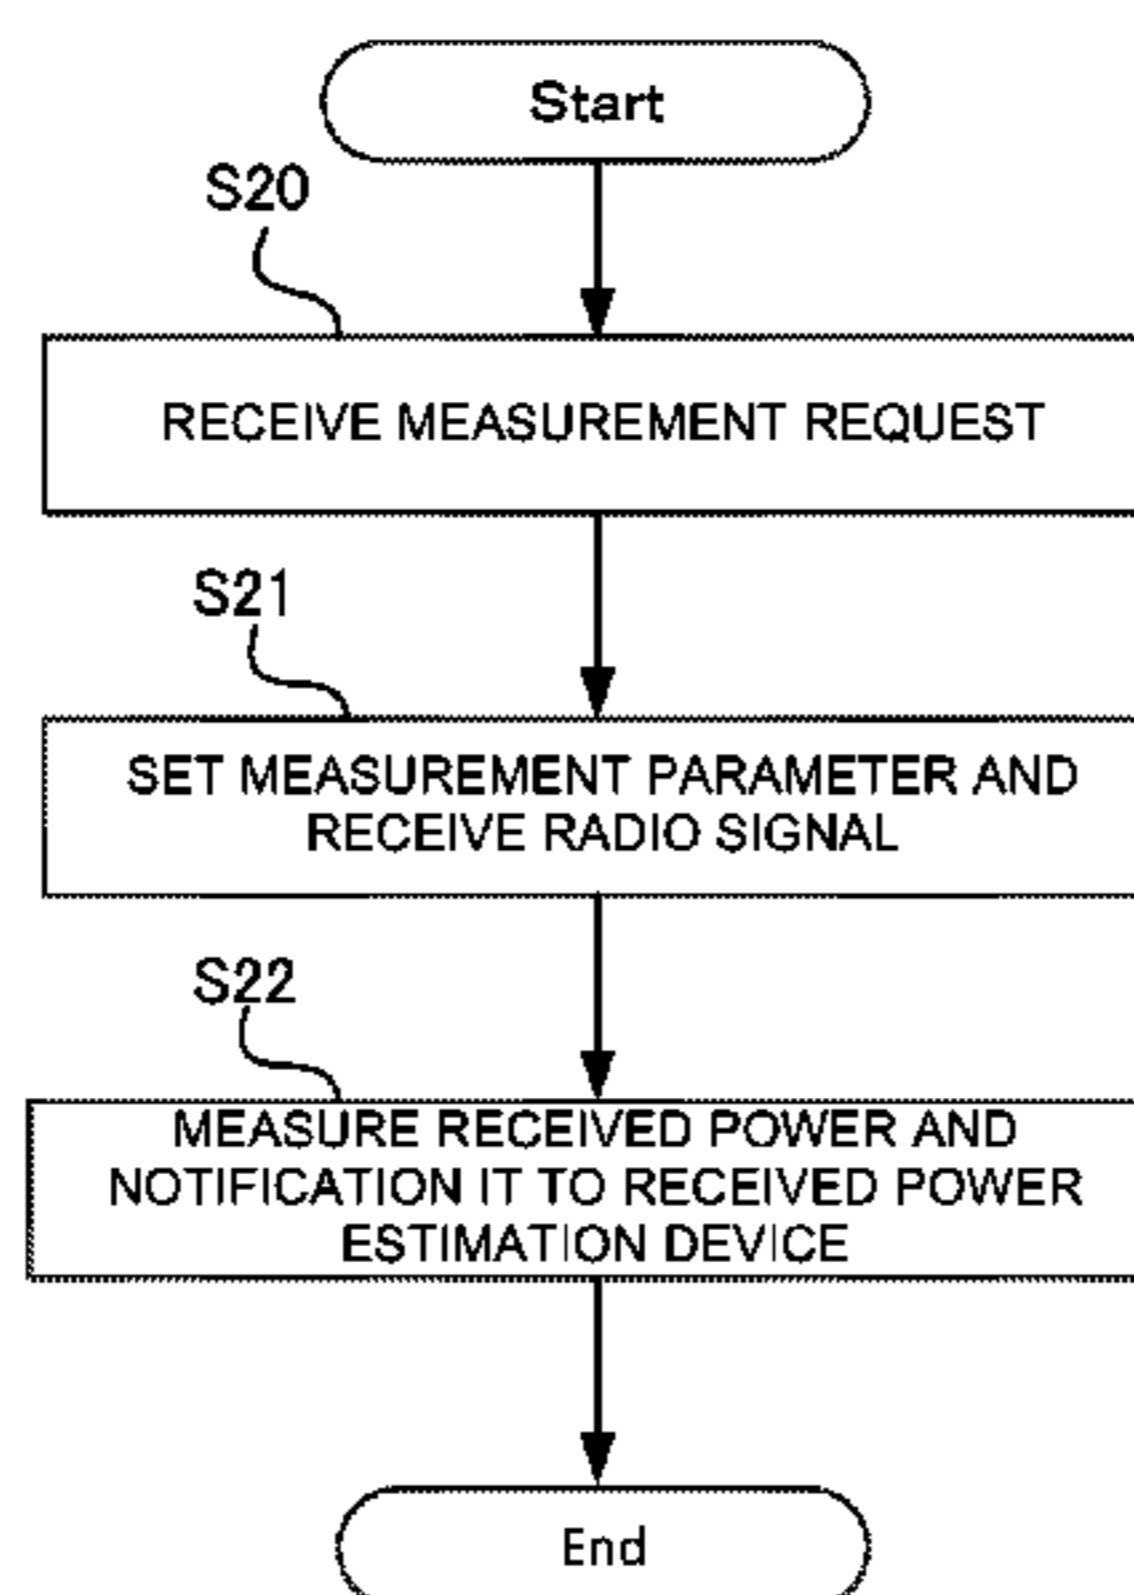 Start
S20
RECEIVE MEASUREMENT REQUEST
S21
SET MEASUREMENT PARAMETER AND
RECEIVE RADIO SIGNAL
S22
MEASURE RECEIVED POWER AND
NOTIFICATION IT TO RECEIVED POWER
ESTIMATION DEVICE
End